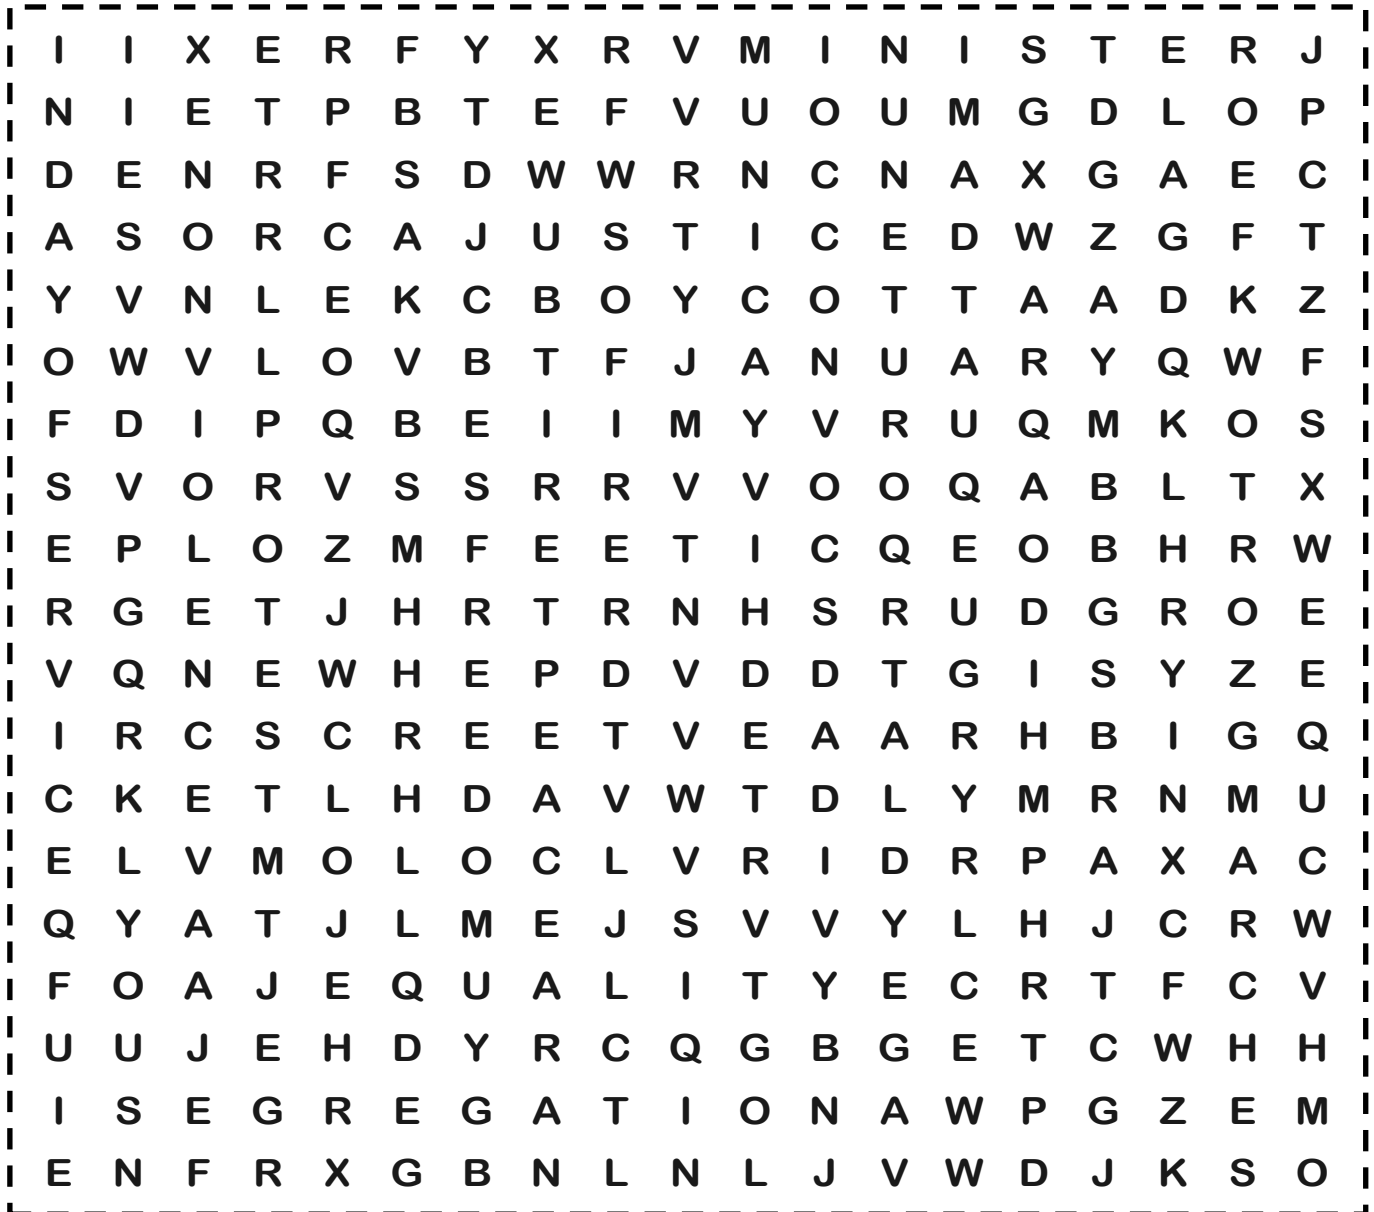 I I X E R F Y X R V M I N I S T E R J
N I E T P B T E F V U O U M G D L O P
D E N R F S D W W R N C N A X G A E C
A S O R C A J U S T I C E D W Z G F T
Y V N L E K C B O Y C O T T A A D K Z
O W V L O V B T F J A N U A R Y Q W F
F D I P Q B E I I M Y V R U Q M K O S
S V O R V S S R R V V O O Q A B L T X
E P L O Z M F E E T I C Q E O B H R W
R G E T J H R T R N H S R U D G R O E
V Q N E W H E P D V D D T G I S Y Z E
I R C S C R E E T V E A A R H B I G Q
C K E T L H D A V W T D L Y M R N M U
E L V M O L O C L V R I D R P A X A C
Q Y A T J L M E J S V V Y L H J C R W
F O A J E Q U A L I T Y E C R T F C V
U U J E H D Y R C Q G B G E T C W H H
I S E G R E G A T I O N A W P G Z E M
E N F R X G B N L N L J V W D J K S O